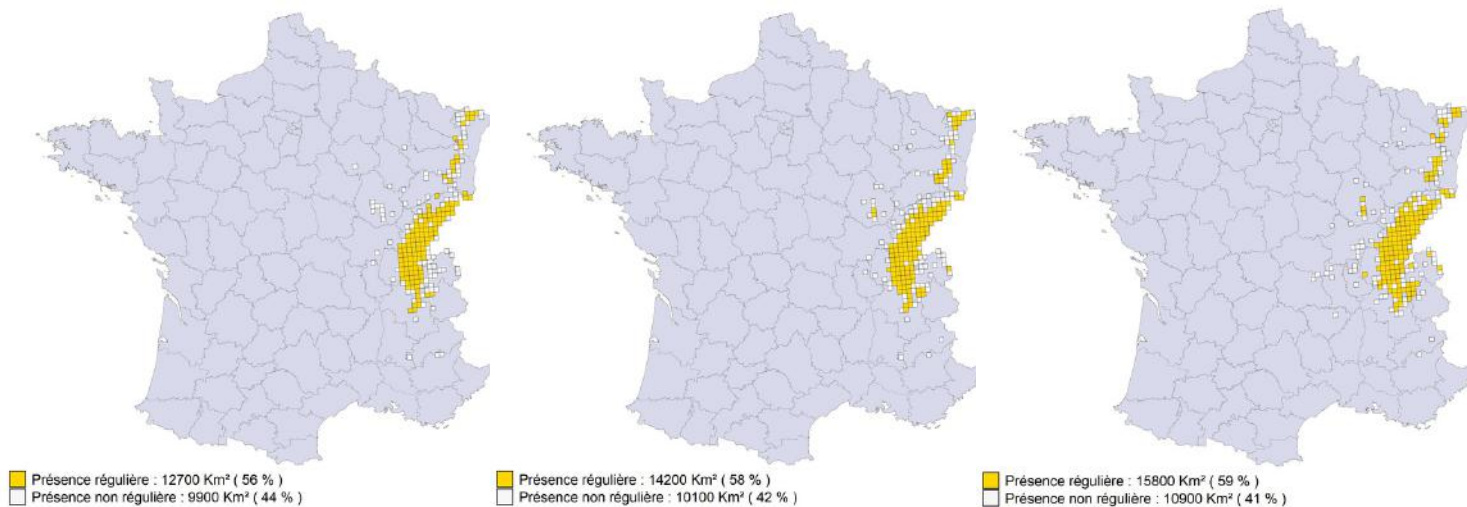 Présence régulière : 12700 Km² ( 56 % )
Présence non régulière : 9900 Km² ( 44 % )
Présence régulière : 14200 Km² ( 58 % )
Présence non régulière : 10100 Km² ( 42 % )
Présence régulière : 15800 Km² ( 59 % )
Présence non régulière : 10900 Km² ( 41 % )